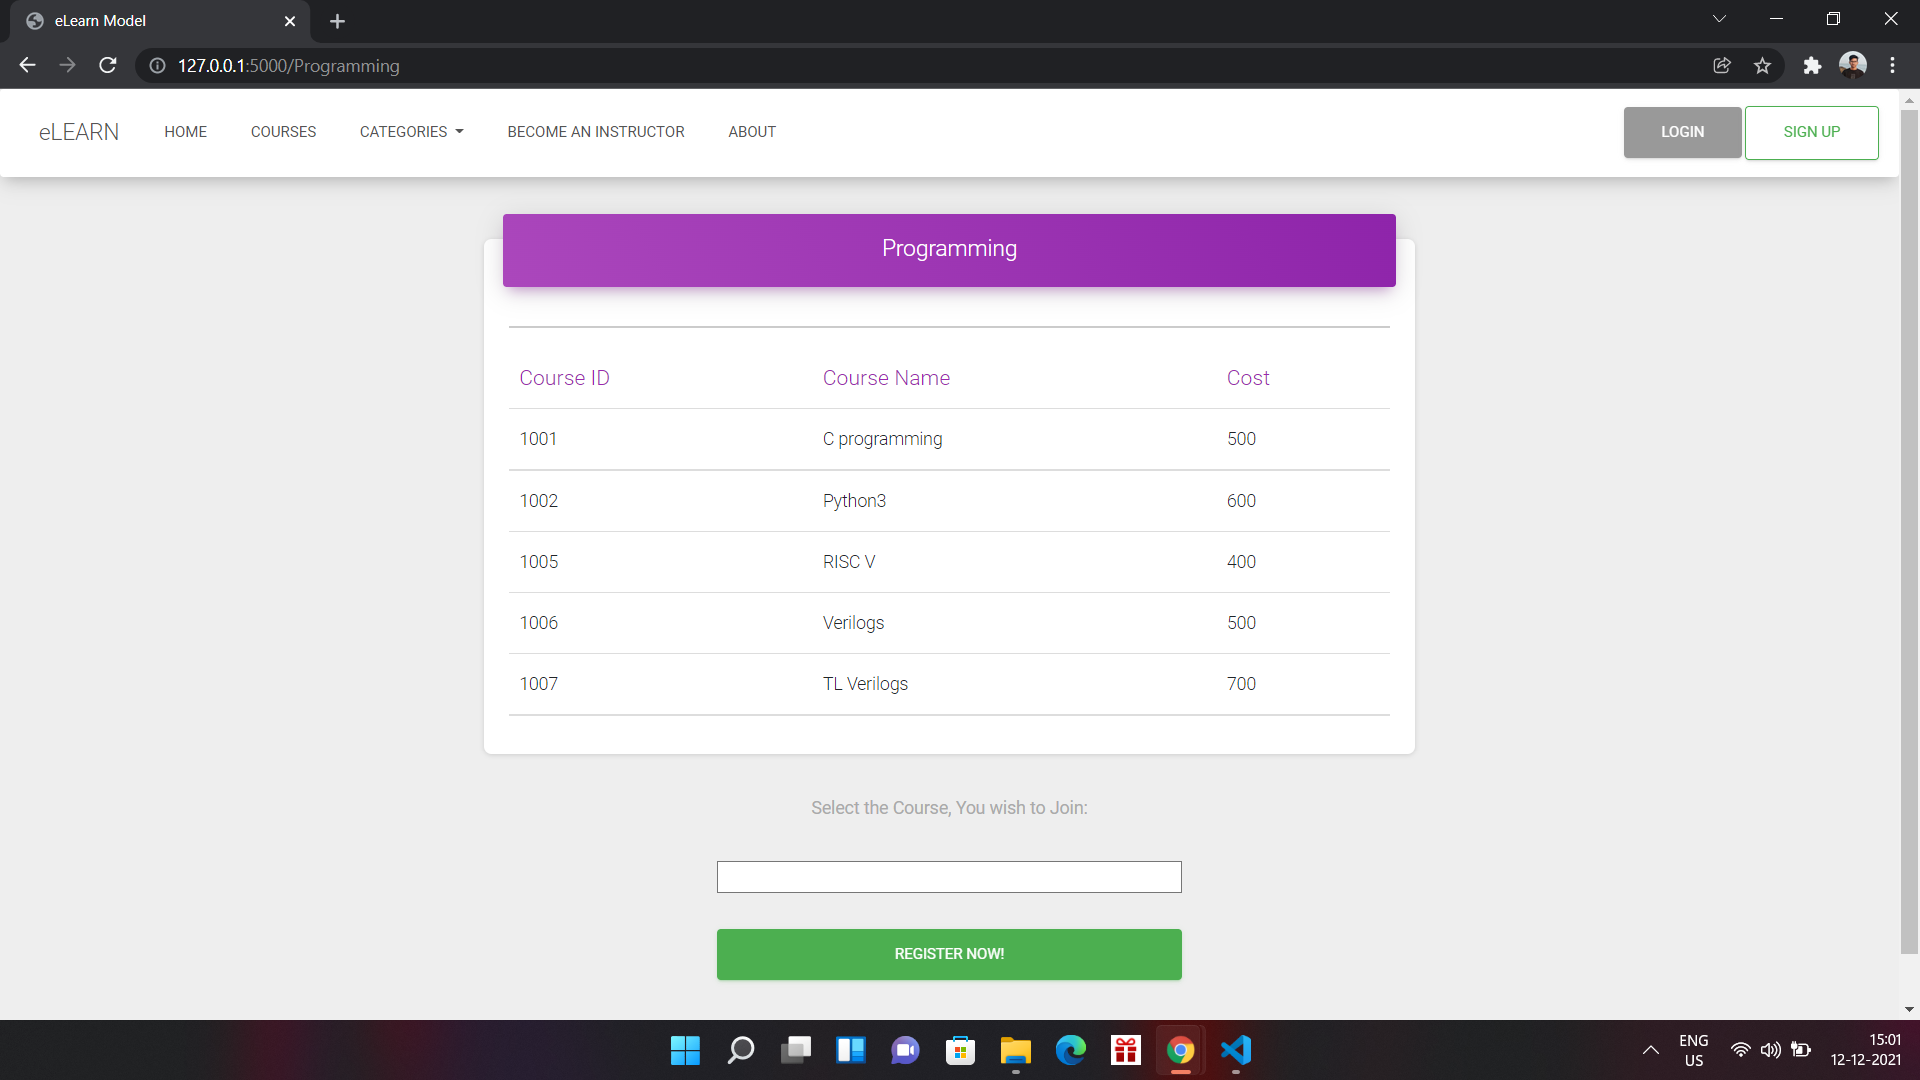 eLearn Model
127.0.0.1:5000/Programming
eLEARN HOME COURSES CATEGORIES BECOME AN INSTRUCTOR ABOUT LOGIN SIGN UP
Programming
Course ID Course Name Cost
1001 C programming 500
1002 Python3 600
1005 RISC V 400
1006 Verilogs 500
1007 TL Verilogs 700
Select the Course, You wish to Join:
REGISTER NOW!
ENG 15:01
US 12-12-2021